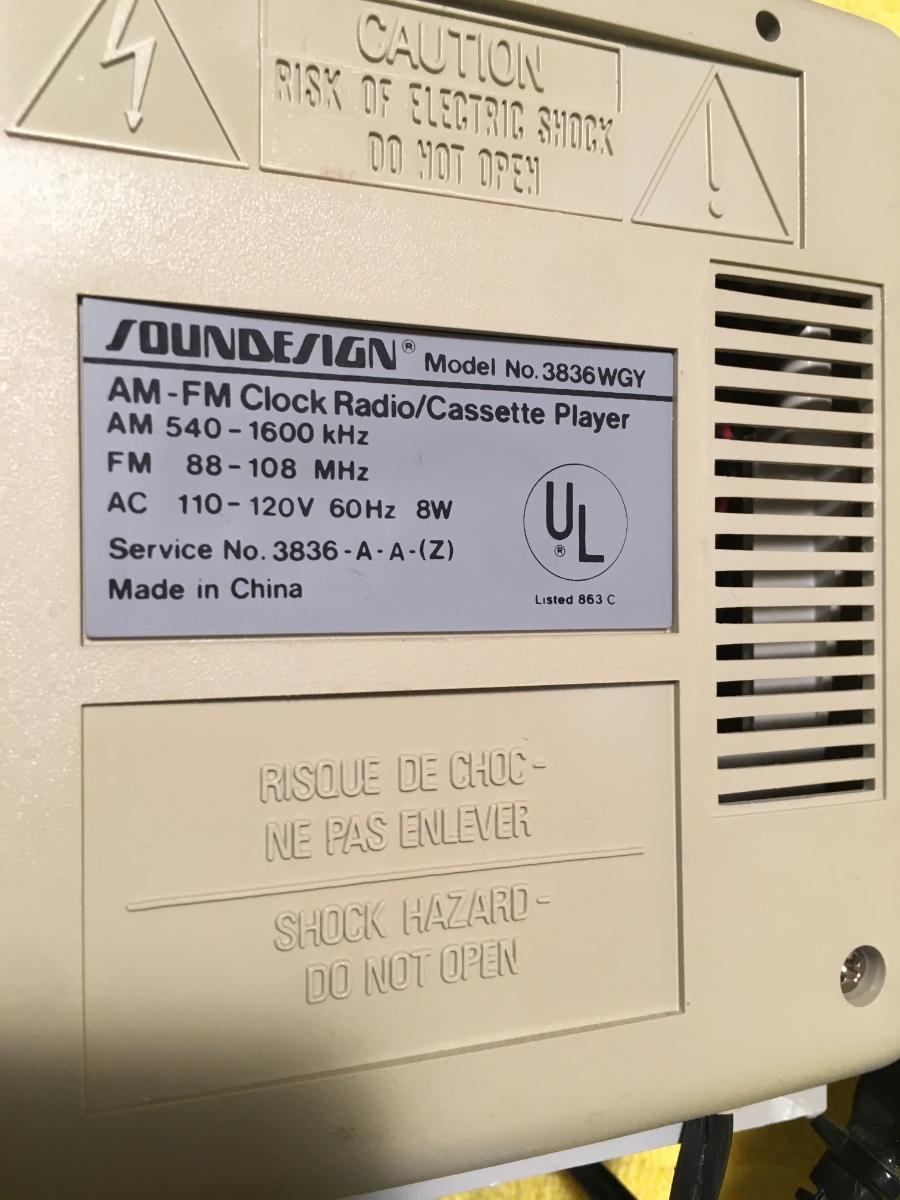 CAUTION
RISK OF ELECTRIC SHOCK
DO NOT OPEN
SOUNDESIGN® Model No. 3836WGY
AM-FM Clock Radio/Cassette Player
AM 540-1600 kHz
FM 88-108 MHz
AC 110-120V 60Hz 8W
Service No. 3836-A-A-(Z)
Made in China
UL
®
Listed 863 C
RISQUE DE CHOC-
NE PAS ENLEVER
SHOCK HAZARD-
DO NOT OPEN